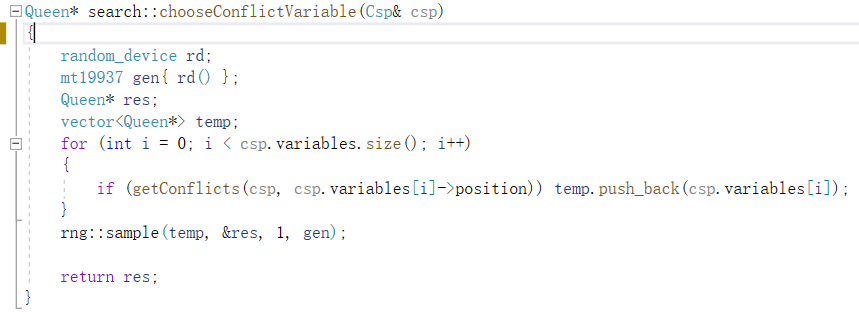 Queen* search::chooseConflictVariable(Csp& csp)
{
    random_device rd;
    mt19937 gen{ rd() };
    Queen* res;
    vector<Queen*> temp;
    for (int i = 0; i < csp.variables.size(); i++)
    {
        if (getConflicts(csp, csp.variables[i]->position)) temp.push_back(csp.variables[i]);
    }
    rng::sample(temp, &res, 1, gen);

    return res;
}